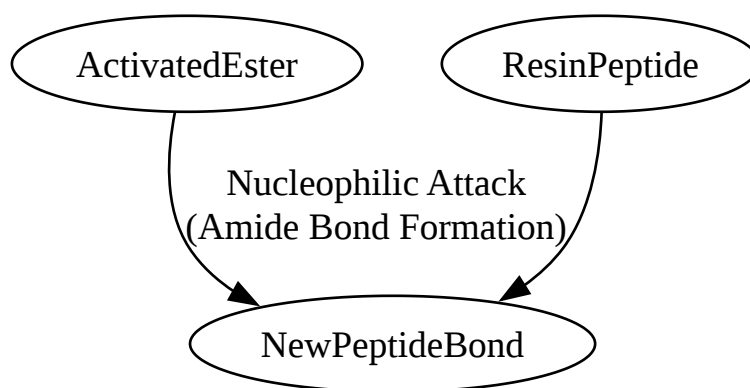 ActivatedEster
ResinPeptide
Nucleophilic Attack
(Amide Bond Formation)
NewPeptideBond